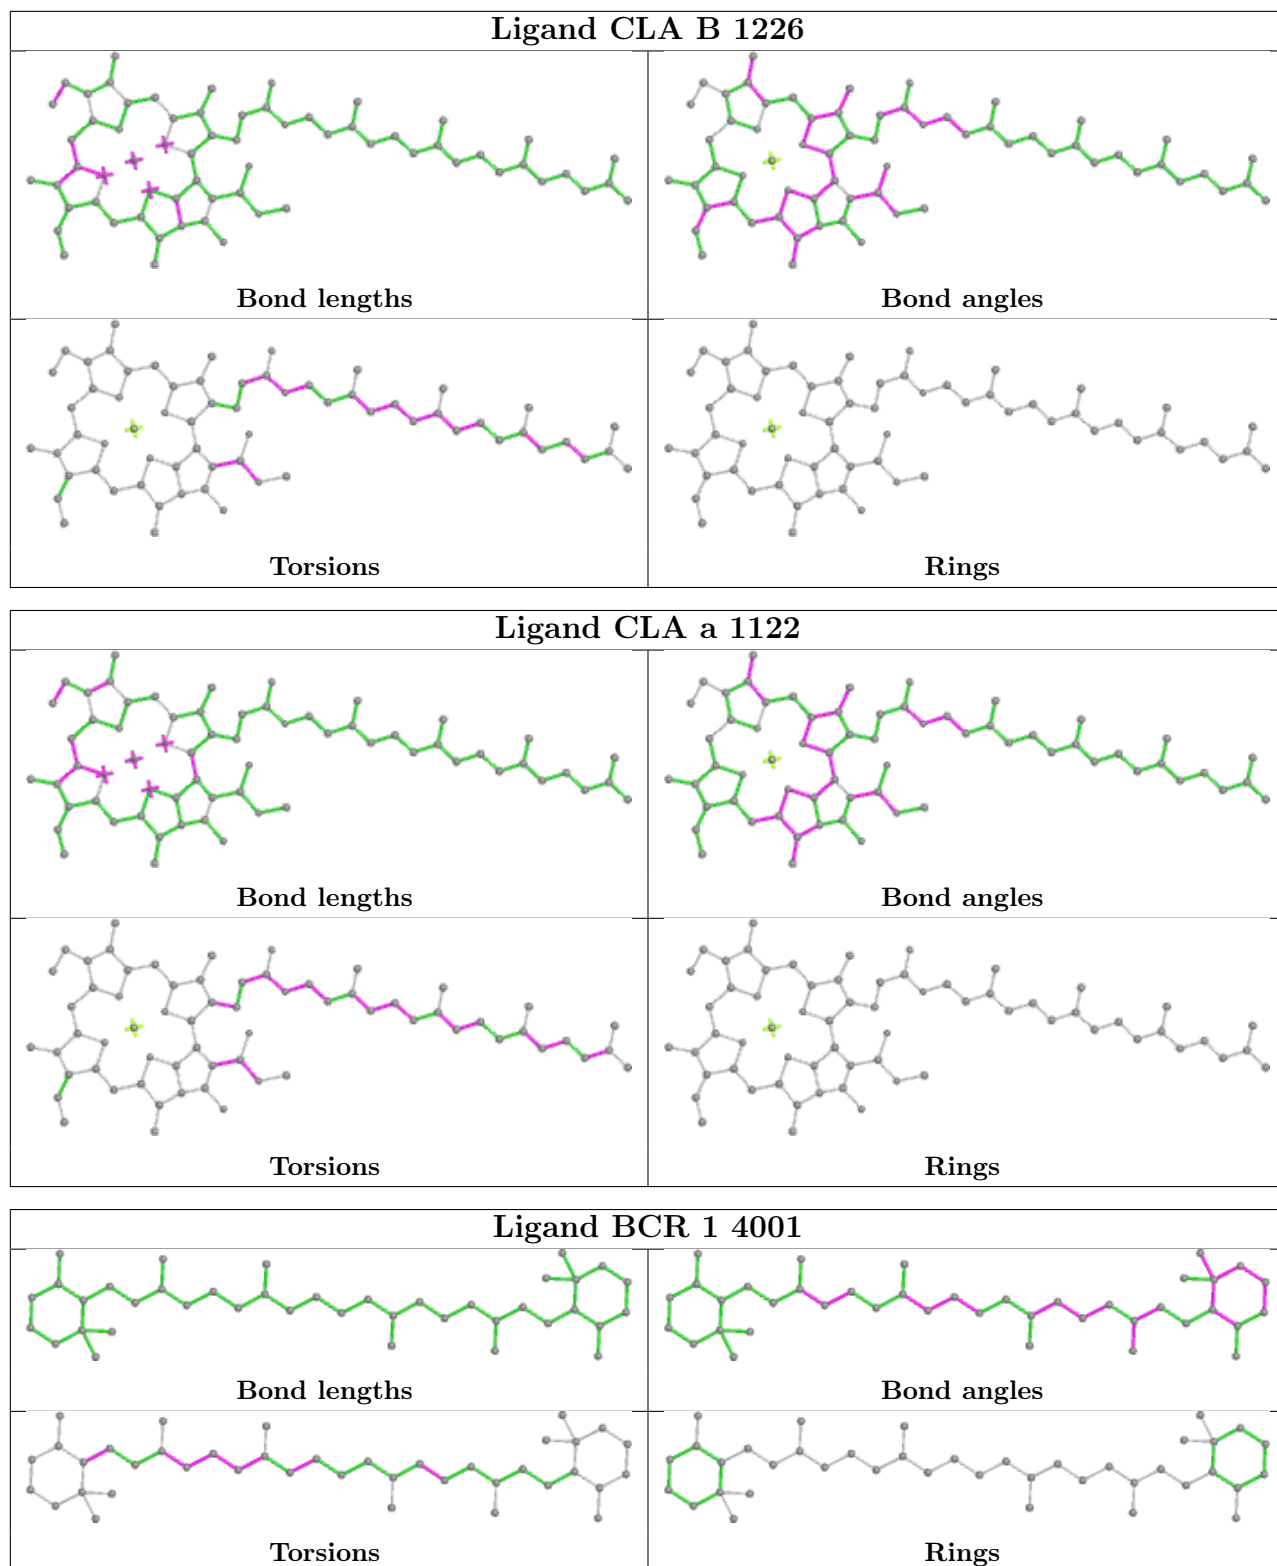 Ligand CLA B 1226
Bond lengths
Bond angles
Torsions
Rings
Ligand CLA a 1122
Bond lengths
Bond angles
Torsions
Rings
Ligand BCR 1 4001
Bond lengths
Bond angles
Torsions
Rings